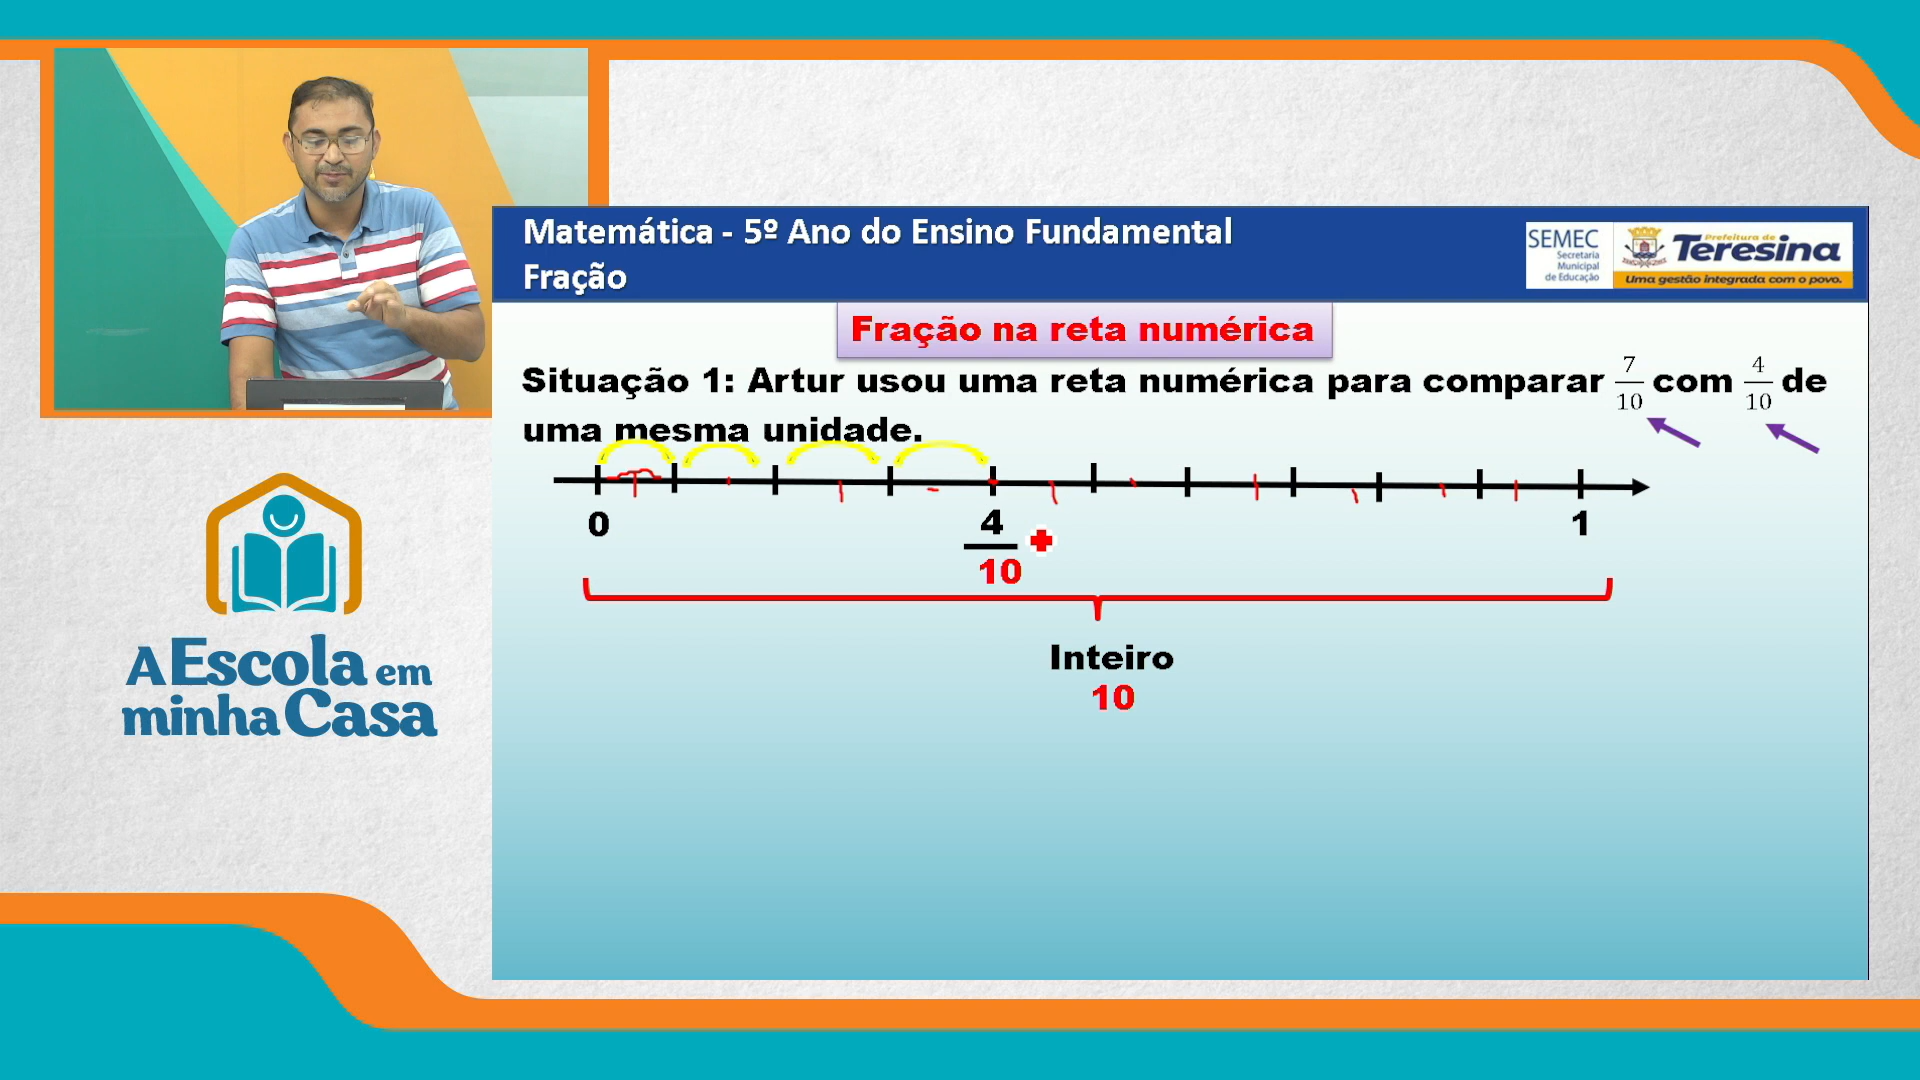 Matemática - 5º Ano do Ensino Fundamental
Fração
SEMEC
Secretaria
Municipal
de Educação
Prefeitura de
Teresina
Uma gestão integrada com o povo.
Fração na reta numérica
Situação 1: Artur usou uma reta numérica para comparar 7/10 com 4/10 de
uma mesma unidade.
0
4
10
1
Inteiro
10
A Escola em
minha Casa